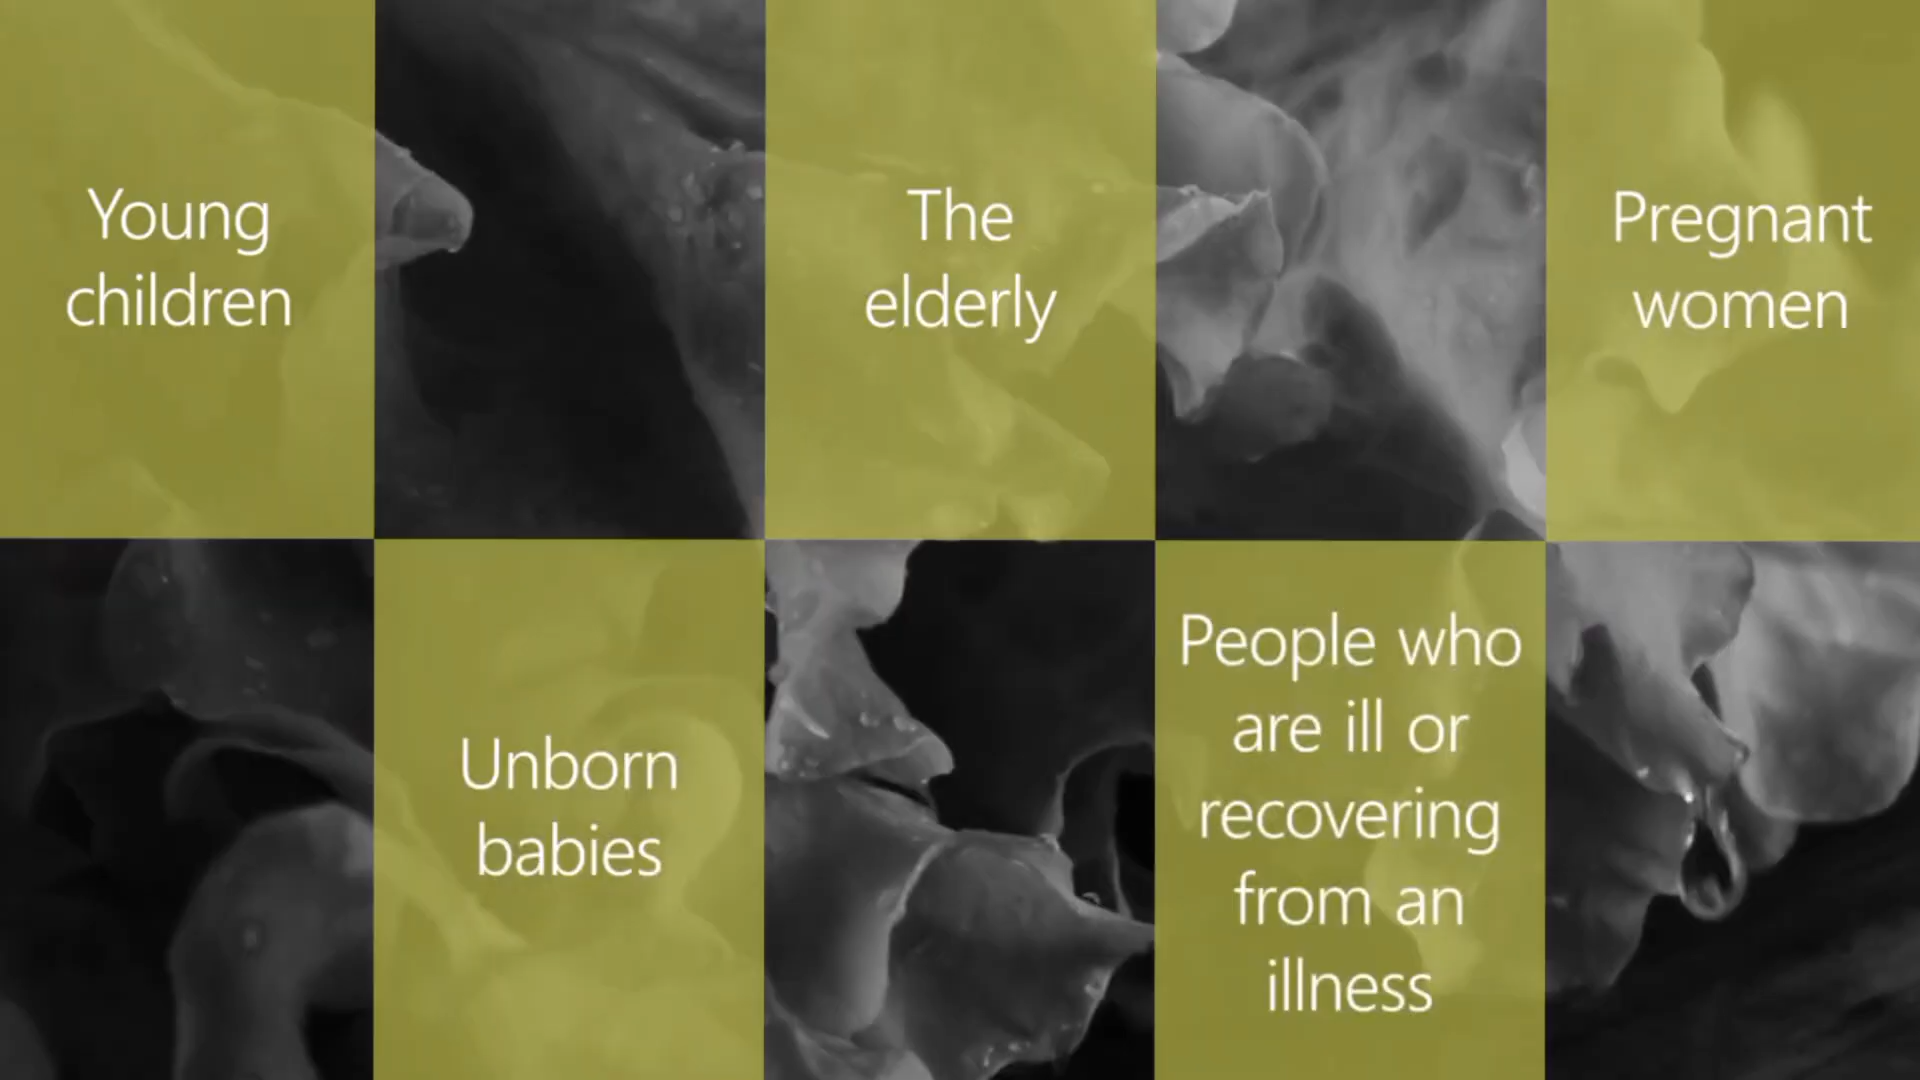 Young
children
The
elderly
Pregnant
women
Unborn
babies
People who
are ill or
recovering
from an
illness